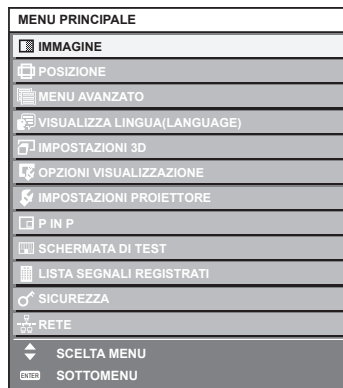 MENU PRINCIPALE
IMMAGINE
POSIZIONE
MENU AVANZATO
VISUALIZZA LINGUA(LANGUAGE)
IMPOSTAZIONI 3D
OPZIONI VISUALIZZAZIONE
IMPOSTAZIONI PROIETTORE
P IN P
SCHERMATA DI TEST
LISTA SEGNALI REGISTRATI
SICUREZZA
RETE
SCELTA MENU
ENTER SOTTOMENU